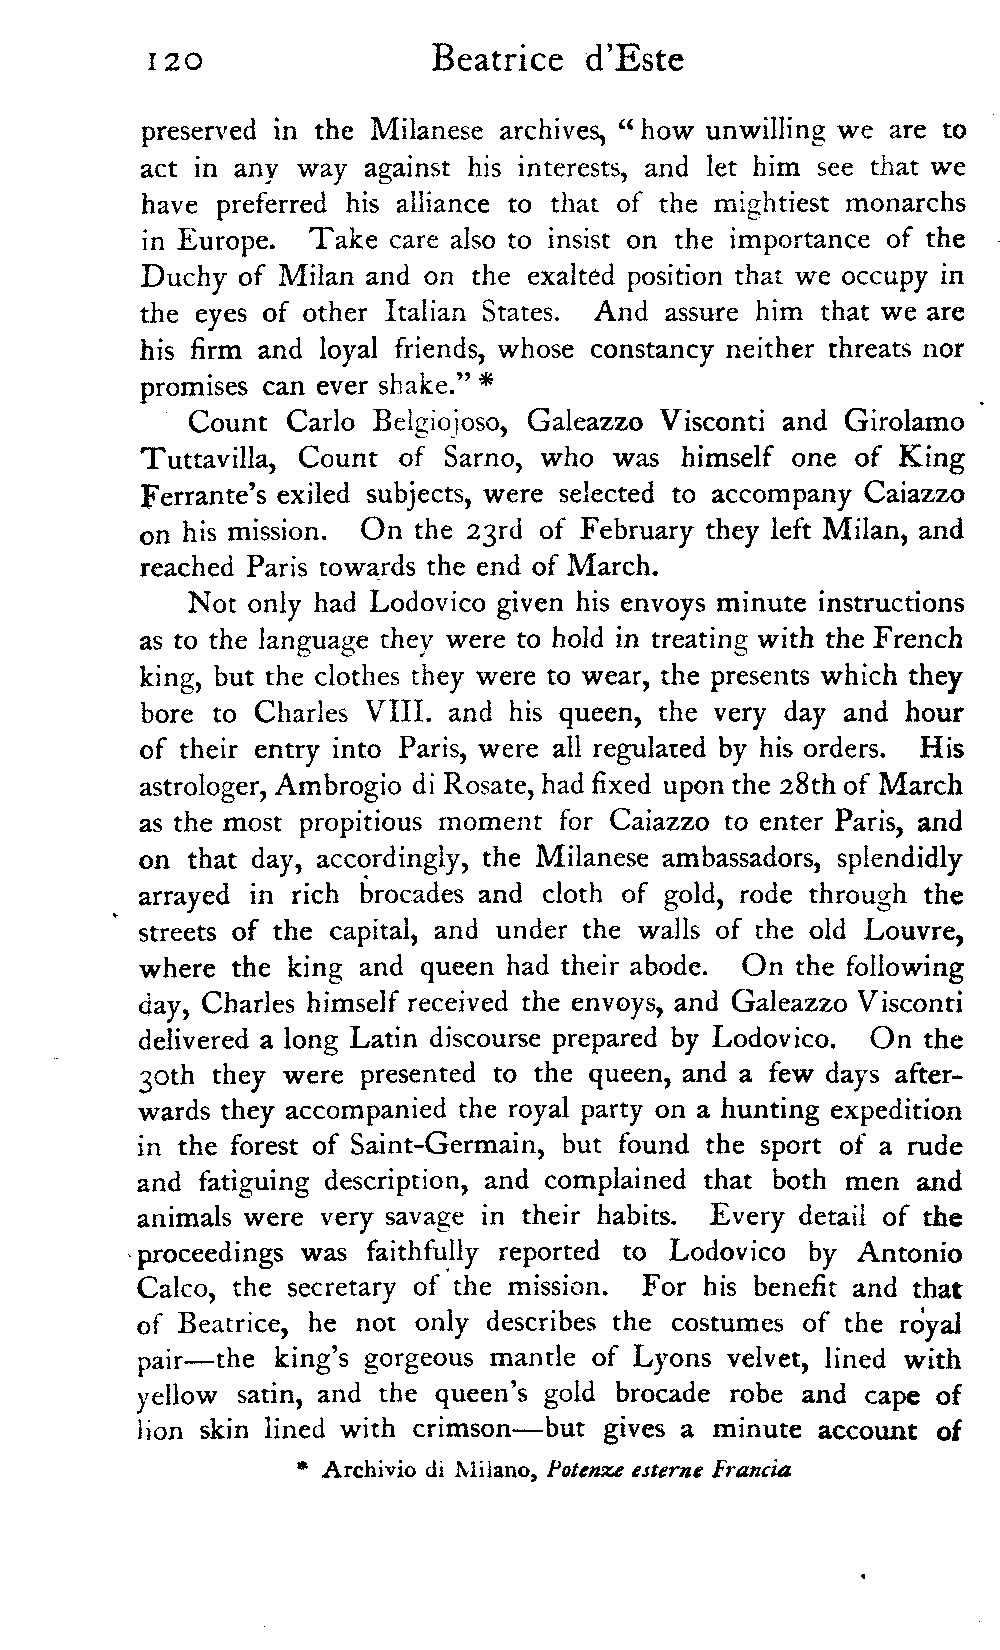 120 Beatrice d'Este
preserved in the Milanese archives, “how unwilling we are to
act in any way against his interests, and let him see that we
have preferred his alliance to that of the mightiest monarchs
in Europe. Take care also to insist on the importance of the
Duchy of Milan and on the exalted position that we occupy in
the eyes of other Italian States. And assure him that we are
his firm and loyal friends, whose constancy neither threats nor
promises can ever shake.” *
Count Carlo Belgiojoso, Galeazzo Visconti and Girolamo
Tuttavilla, Count of Sarno, who was himself one of King
Ferrante's exiled subjects, were selected to accompany Caiazzo
on his mission. On the 23rd of February they left Milan, and
reached Paris towards the end of March.
Not only had Lodovico given his envoys minute instructions
as to the language they were to hold in treating with the French
king, but the clothes they were to wear, the presents which they
bore to Charles VIII. and his queen, the very day and hour
of their entry into Paris, were all regulated by his orders. His
astrologer, Ambrogio di Rosate, had fixed upon the 28th of March
as the most propitious moment for Caiazzo to enter Paris, and
on that day, accordingly, the Milanese ambassadors, splendidly
arrayed in rich brocades and cloth of gold, rode through the
streets of the capital, and under the walls of the old Louvre,
where the king and queen had their abode. On the following
day, Charles himself received the envoys, and Galeazzo Visconti
delivered a long Latin discourse prepared by Lodovico. On the
30th they were presented to the queen, and a few days after-
wards they accompanied the royal party on a hunting expedition
in the forest of Saint-Germain, but found the sport of a rude
and fatiguing description, and complained that both men and
animals were very savage in their habits. Every detail of the
proceedings was faithfully reported to Lodovico by Antonio
Calco, the secretary of the mission. For his benefit and that
of Beatrice, he not only describes the costumes of the royal
pair—the king's gorgeous mantle of Lyons velvet, lined with
yellow satin, and the queen's gold brocade robe and cape of
lion skin lined with crimson—but gives a minute account of
* Archivio di Milano, Potenze esterne Francia